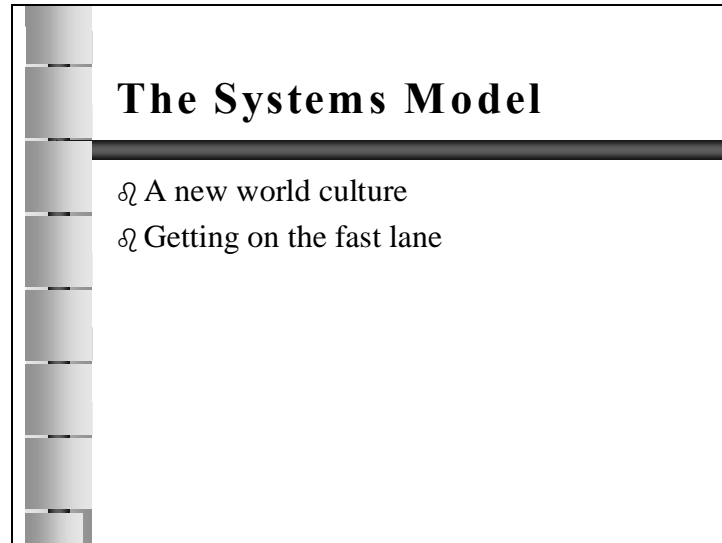 The Systems Model
♌ A new world culture
♌ Getting on the fast lane